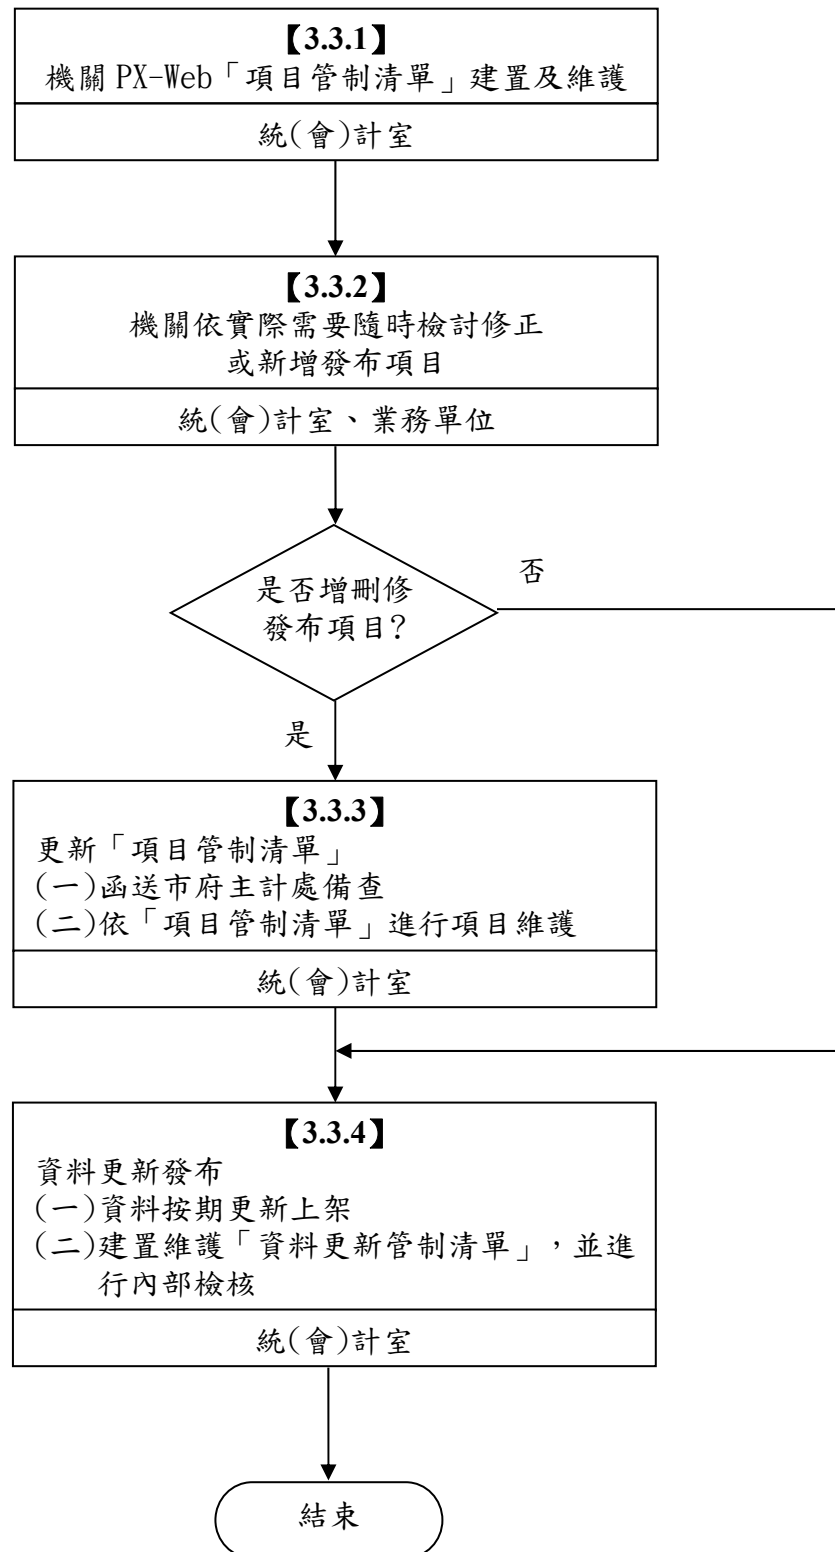 【3.3.1】
機關 PX-Web「項目管制清單」建置及維護
統(會)計室
【3.3.2】
機關依實際需要隨時檢討修正
或新增發布項目
統(會)計室、業務單位
是否增刪修
發布項目?
否
是
【3.3.3】
更新「項目管制清單」
(一)函送市府主計處備查
(二)依「項目管制清單」進行項目維護
統(會)計室
【3.3.4】
資料更新發布
(一)資料按期更新上架
(二)建置維護「資料更新管制清單」，並進
行內部檢核
統(會)計室
結束